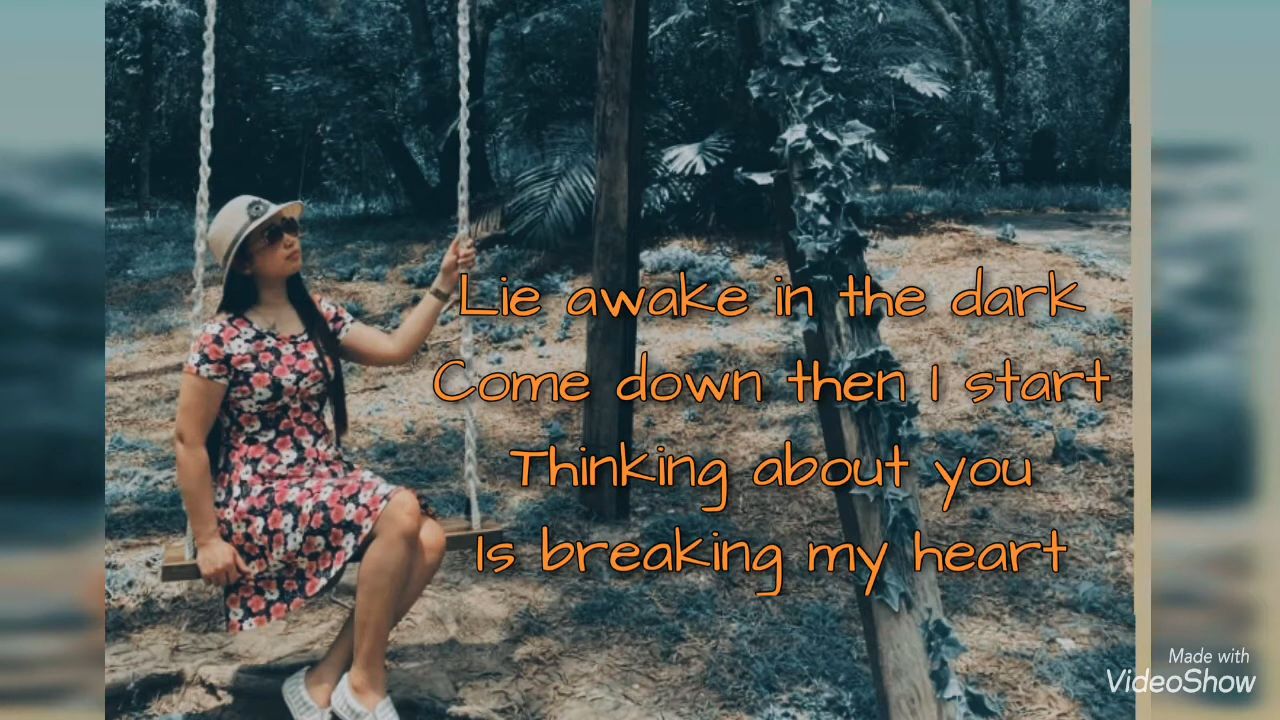 Lie awake in the dark
Come down then I start
Thinking about you
Is breaking my heart
Made with
VideoShow